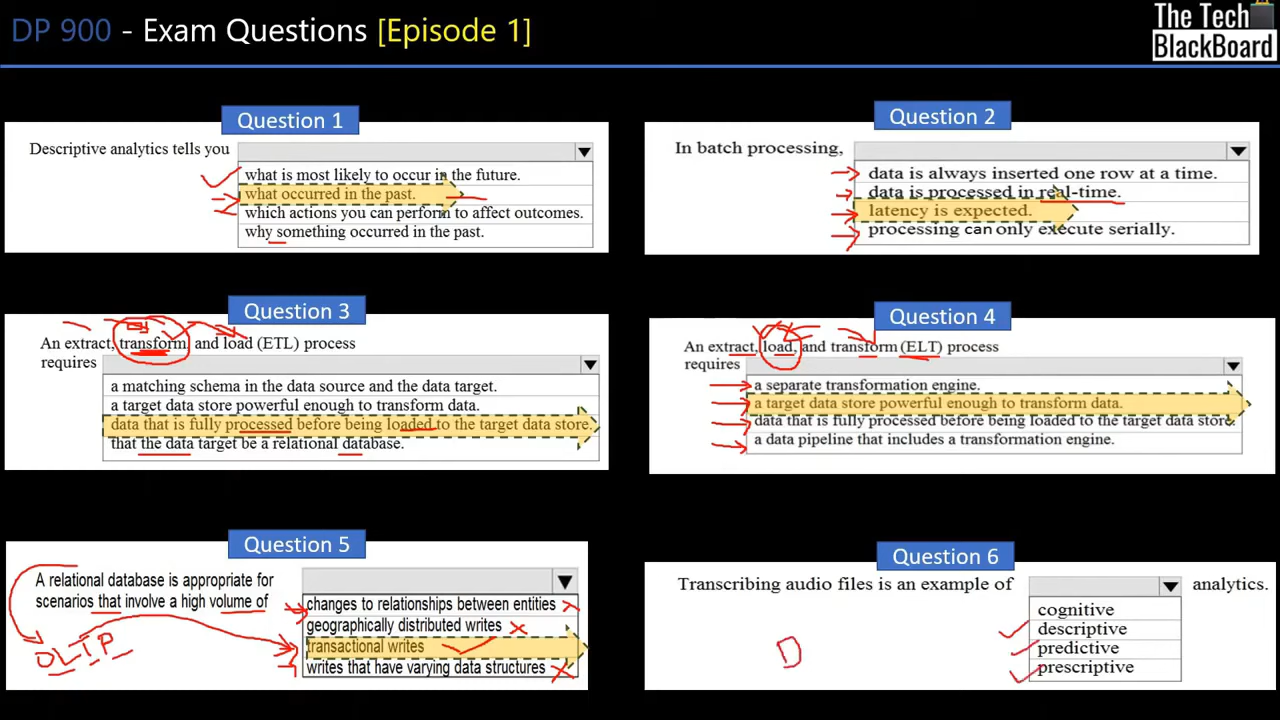 DP 900 - Exam Questions [Episode 1]
The Tech
BlackBoard
Question 1
Descriptive analytics tells you
what is most likely to occur in the future.
what occurred in the past.
which actions you can perform to affect outcomes.
why something occurred in the past.
Question 2
In batch processing,
data is always inserted one row at a time.
data is processed in real-time.
latency is expected.
processing can only execute serially.
Question 3
An extract, transform, and load (ETL) process
requires
a matching schema in the data source and the data target.
a target data store powerful enough to transform data.
data that is fully processed before being loaded to the target data store.
that the data target be a relational database.
Question 4
An extract, load, and transform (ELT) process
requires
a separate transformation engine.
a target data store powerful enough to transform data.
data that is fully processed before being loaded to the target data store.
a data pipeline that includes a transformation engine.
Question 5
A relational database is appropriate for
scenarios that involve a high volume of
changes to relationships between entities
geographically distributed writes
transactional writes
writes that have varying data structures
OLTP
Question 6
Transcribing audio files is an example of
analytics.
cognitive
descriptive
predictive
prescriptive
D